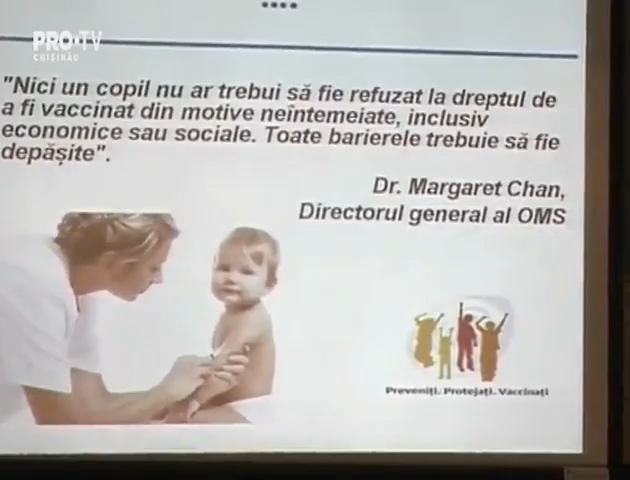 PRO TV
CHIȘINĂU
"Nici un copil nu ar trebui să fie refuzat la dreptul de
a fi vaccinat din motive neîntemeiate, inclusiv
economice sau sociale. Toate barierele trebuie să fie
depășite".
Dr. Margaret Chan,
Directorul general al OMS
Preveniți. Protejați. Vaccinați